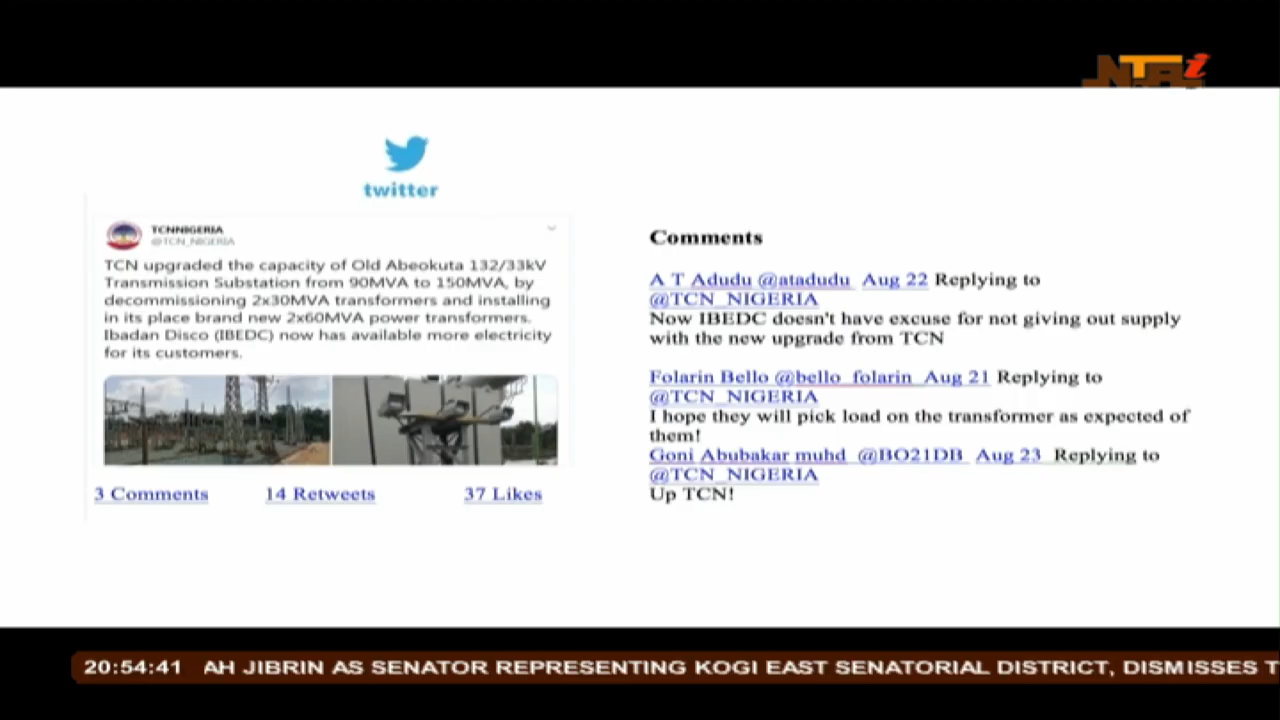 NTAi
twitter
TCNNIGERIA
@TCN_NIGERIA
TCN upgraded the capacity of Old Abeokuta 132/33kV
Transmission Substation from 90MVA to 150MVA, by
decommissioning 2x30MVA transformers and installing
in its place brand new 2x60MVA power transformers.
Ibadan Disco (IBEDC) now has available more electricity
for its customers.
3 Comments 14 Retweets 37 Likes
Comments
A T Adudu @atadudu Aug 22 Replying to
@TCN_NIGERIA
Now IBEDC doesn't have excuse for not giving out supply
with the new upgrade from TCN
Folarin Bello @bello_folarin Aug 21 Replying to
@TCN_NIGERIA
I hope they will pick load on the transformer as expected of
them!
Goni Abubakar muhd @BO21DB Aug 23 Replying to
@TCN_NIGERIA
Up TCN!
20:54:41 AH JIBRIN AS SENATOR REPRESENTING KOGI EAST SENATORIAL DISTRICT, DISMISSES T